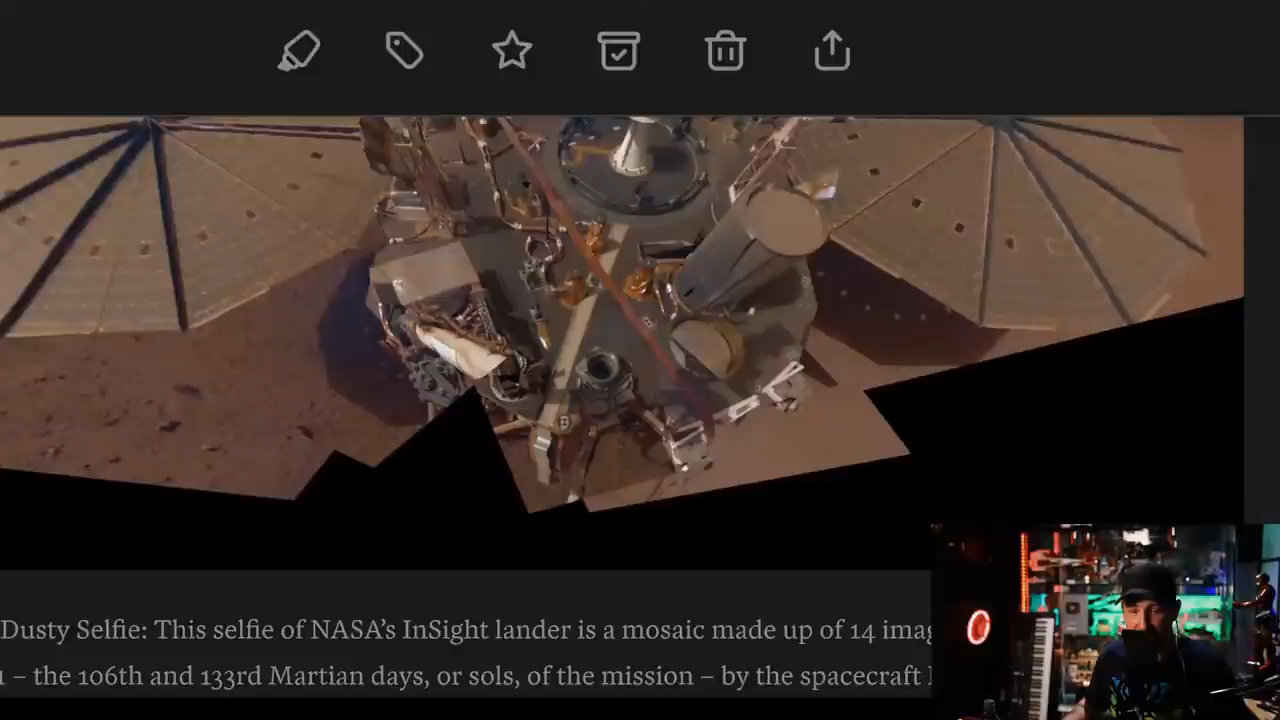 Dusty Selfie: This selfie of NASA’s InSight lander is a mosaic made up of 14
– the 106th and 133rd Martian days, or sols, of the mission – by the spacecraft